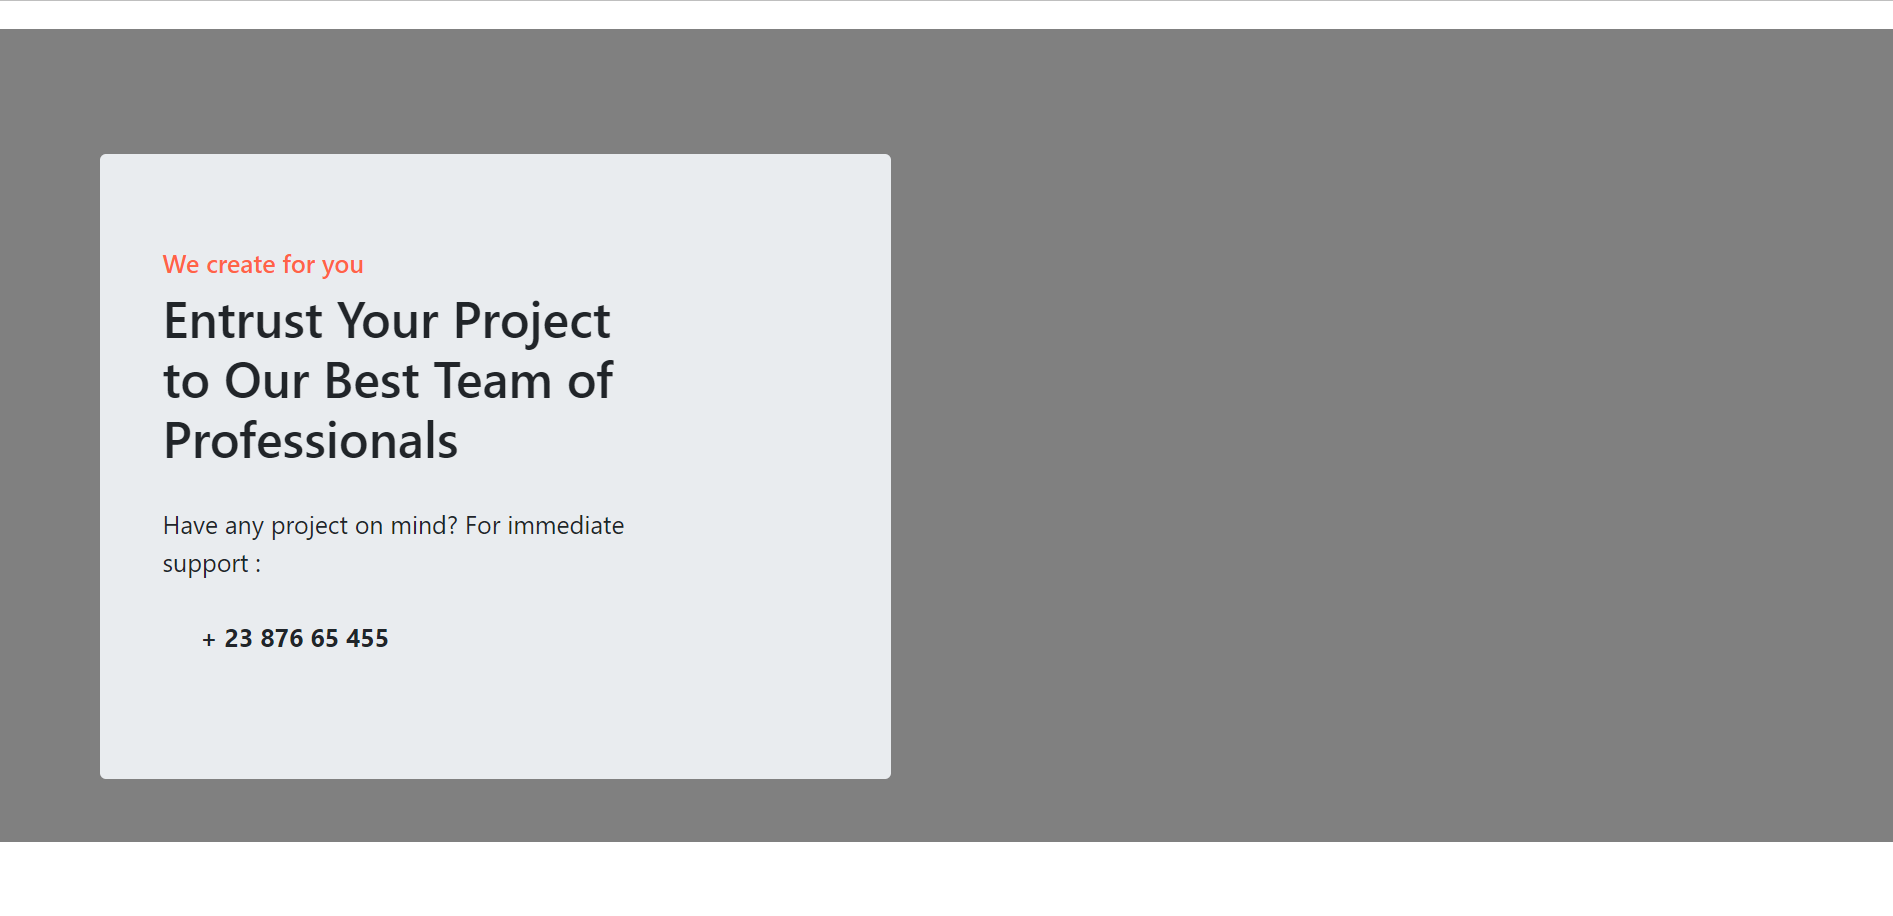 We create for you
Entrust Your Project
to Our Best Team of
Professionals
Have any project on mind? For immediate
support :
+ 23 876 65 455